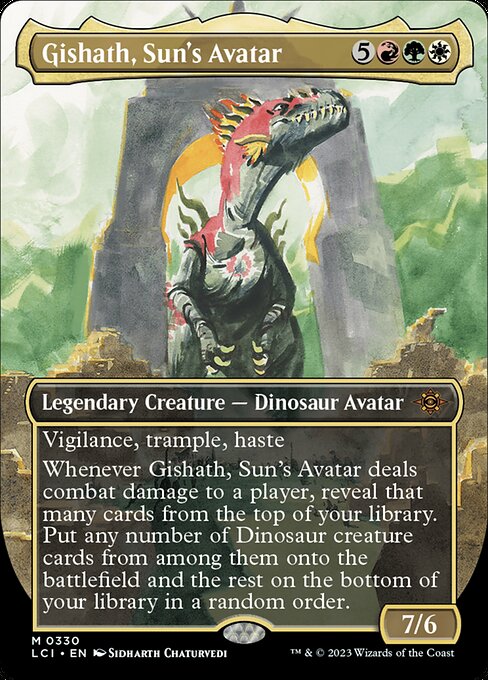 Gishath, Sun's Avatar 5
Legendary Creature — Dinosaur Avatar
Vigilance, trample, haste
Whenever Gishath, Sun's Avatar deals
combat damage to a player, reveal that
many cards from the top of your library.
Put any number of Dinosaur creature
cards from among them onto the
battlefield and the rest on the bottom of
your library in a random order.
7/6
M 0330
LCI • EN SIDHARTH CHATURVEDI
™ & © 2023 Wizards of the Coast